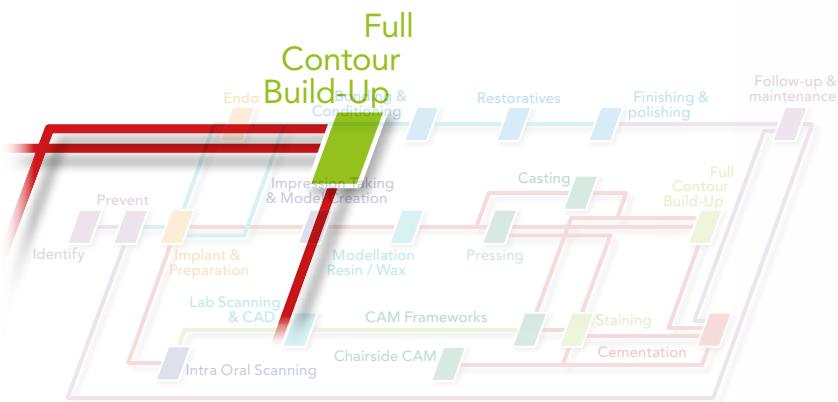 Full
Contour
Build-Up
Follow-up &
maintenance
Endo
Bonding &
Conditioning
Restoratives
Finishing &
polishing
Impression Taking
& Model Creation
Casting
Full
Contour
Build-Up
Prevent
Identify
Implant &
Preparation
Modellation
Resin / Wax
Pressing
Lab Scanning
& CAD
CAM Frameworks
Staining
Chairside CAM
Cementation
Intra Oral Scanning